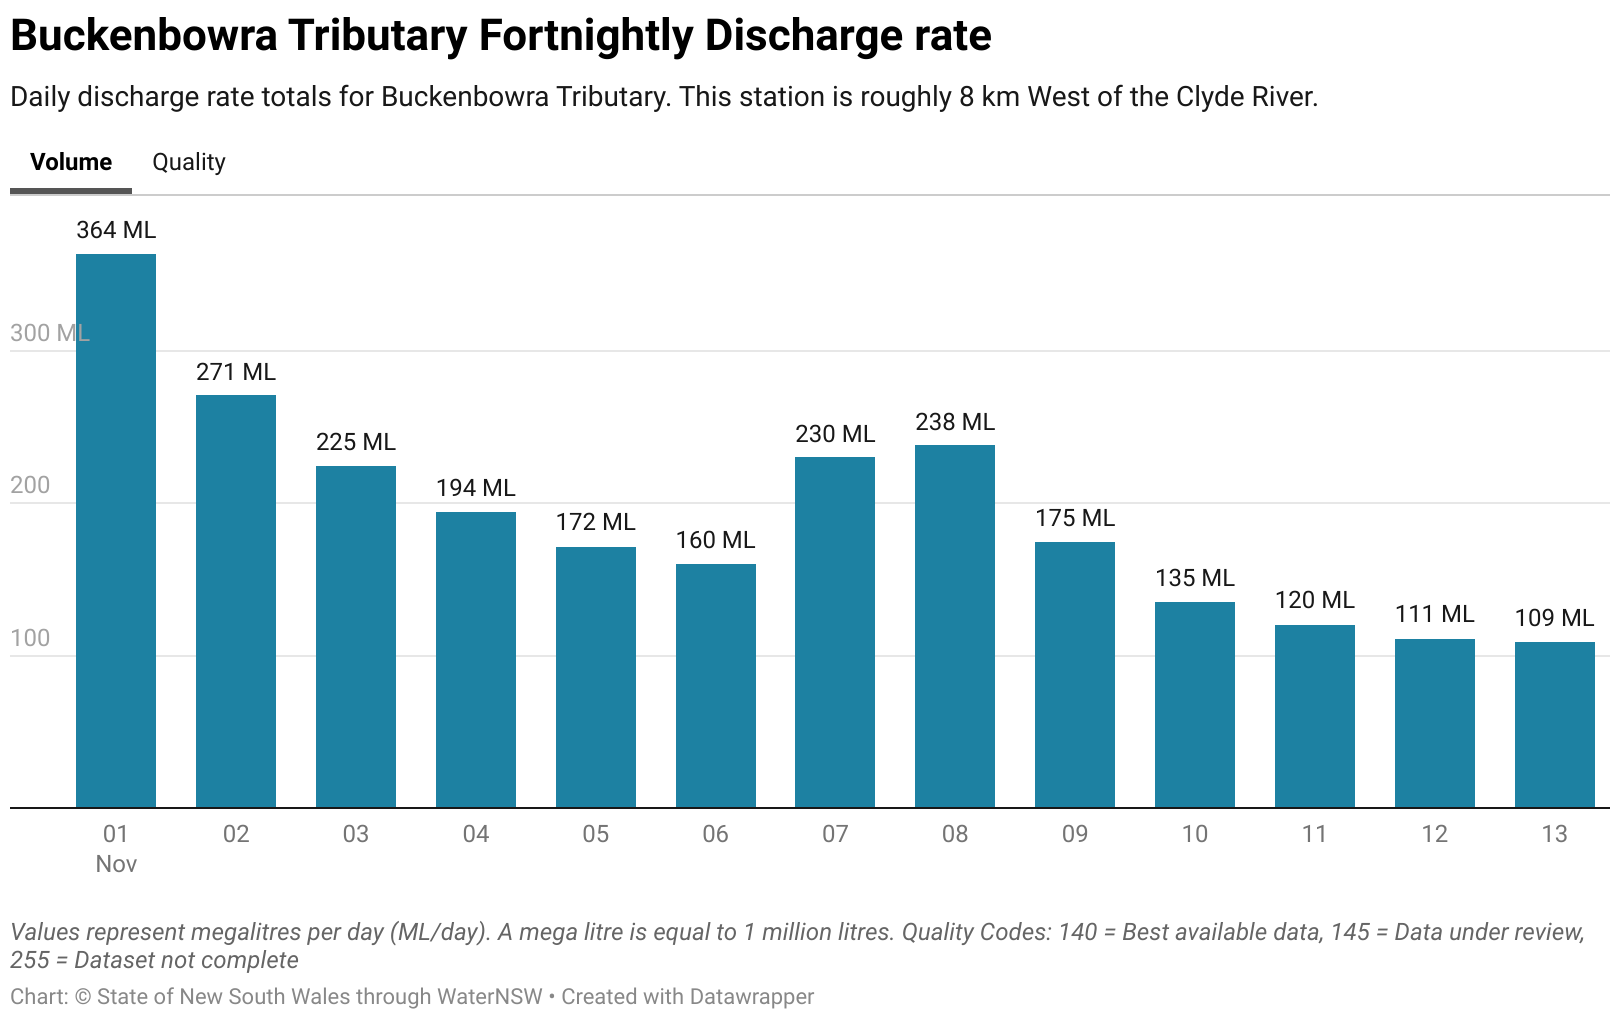 Buckenbowra Tributary Fortnightly Discharge rate
Daily discharge rate totals for Buckenbowra Tributary. This station is roughly 8 km West of the Clyde River.
Volume Quality
364 ML
300 ML
271 ML
225 ML
194 ML
172 ML
160 ML
230 ML
238 ML
175 ML
135 ML
120 ML
111 ML
109 ML
200
100
01 02 03 04 05 06 07 08 09 10 11 12 13
Nov
Values represent megalitres per day (ML/day). A mega litre is equal to 1 million litres. Quality Codes: 140 = Best available data, 145 = Data under review,
255 = Dataset not complete
Chart: © State of New South Wales through WaterNSW • Created with Datawrapper